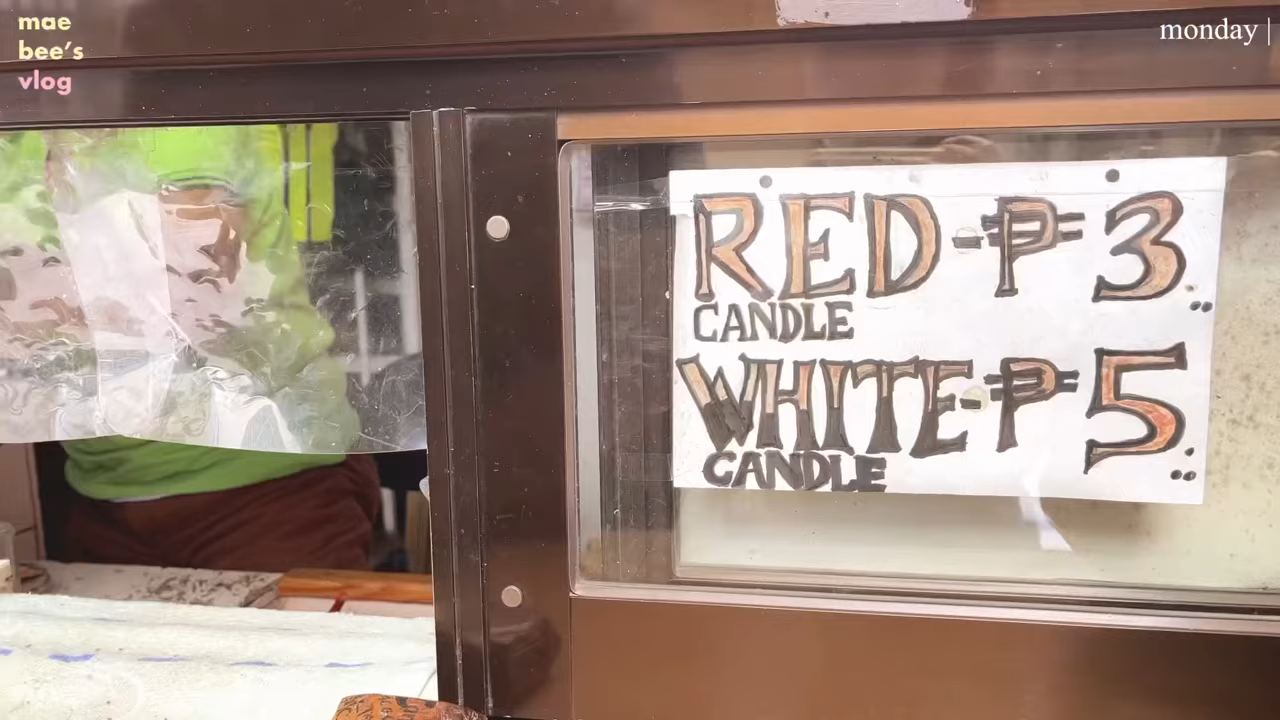 mae
bee's
vlog
monday |
RED - ₱ 3
CANDLE
WHITE - ₱ 5
CANDLE